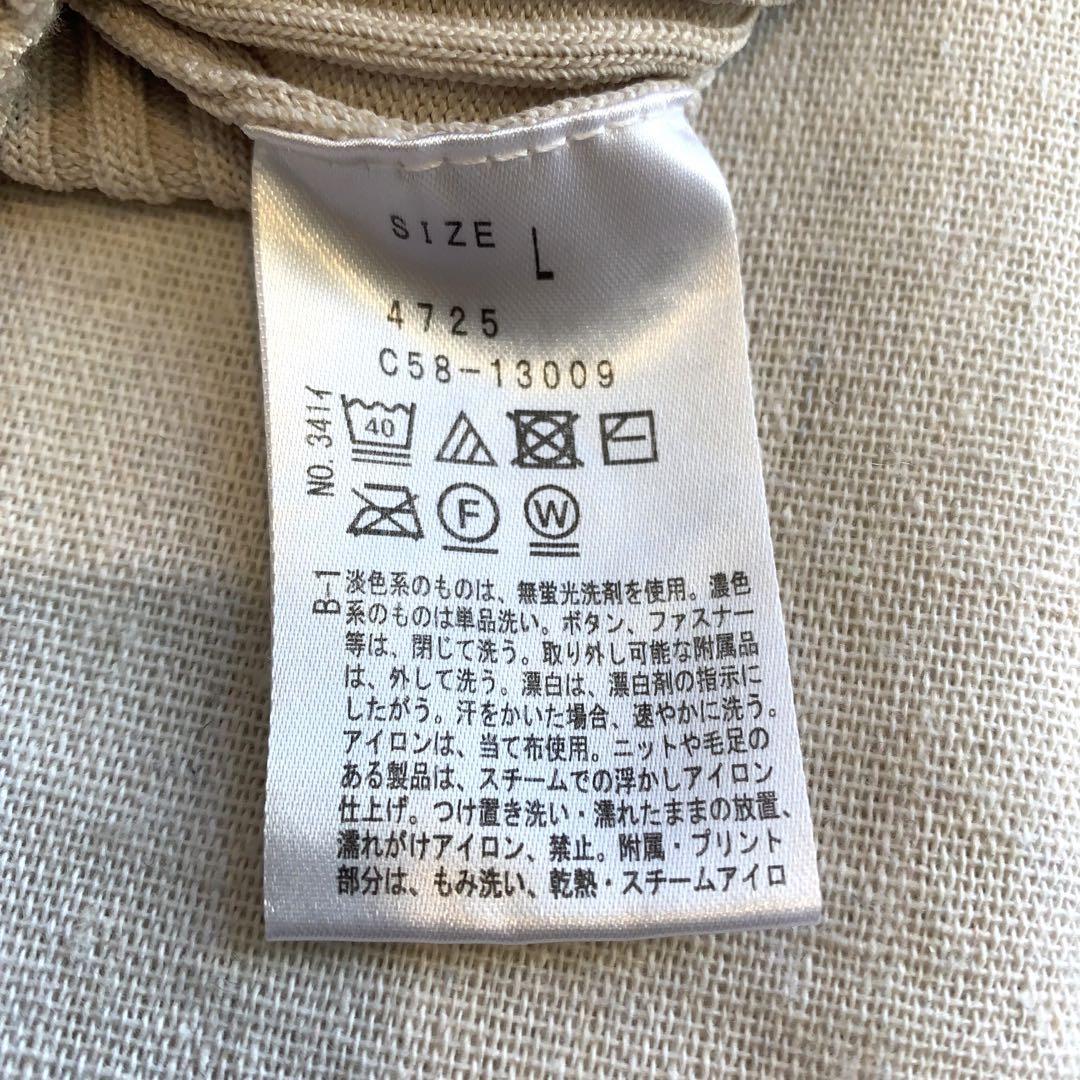 SIZE L
4725
C58-13009
NO.341イ
40
F W
B-1
淡色系のものは、無蛍光洗剤を使用。濃色
系のものは単品洗い。ボタン、ファスナー
等は、閉じて洗う。取り外し可能な附属品
は、外して洗う。漂白は、漂白剤の指示に
したがう。汗をかいた場合、速やかに洗う。
アイロンは、当て布使用。ニットや毛足の
ある製品は、スチームでの浮かしアイロン
仕上げ。つけ置き洗い・濡れたままの放置、
濡れがけアイロン、禁止。附属・プリント
部分は、もみ洗い、乾熱・スチームアイロ